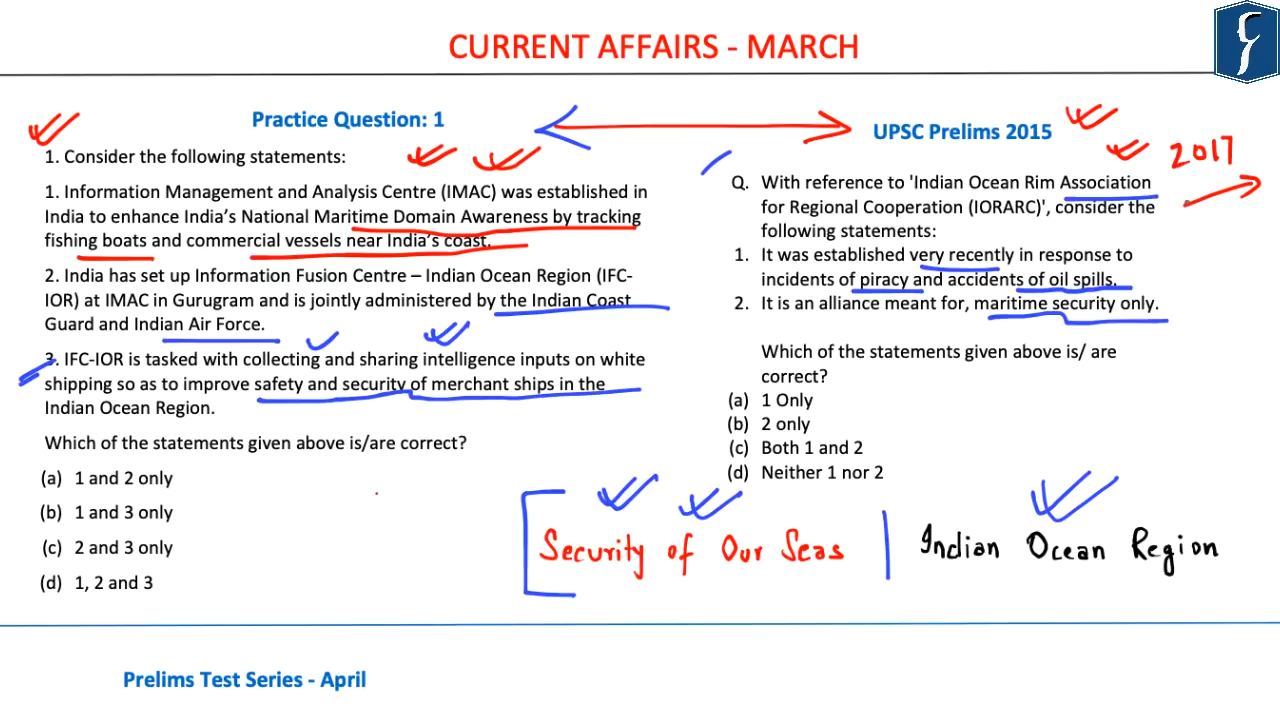 CURRENT AFFAIRS - MARCH
Practice Question: 1
1. Consider the following statements:
1. Information Management and Analysis Centre (IMAC) was established in
India to enhance India's National Maritime Domain Awareness by tracking
fishing boats and commercial vessels near India's coast.
2. India has set up Information Fusion Centre – Indian Ocean Region (IFC-
IOR) at IMAC in Gurugram and is jointly administered by the Indian Coast
Guard and Indian Air Force.
3. IFC-IOR is tasked with collecting and sharing intelligence inputs on white
shipping so as to improve safety and security of merchant ships in the
Indian Ocean Region.
Which of the statements given above is/are correct?
(a) 1 and 2 only
(b) 1 and 3 only
(c) 2 and 3 only
(d) 1, 2 and 3
UPSC Prelims 2015
2017
Q. With reference to 'Indian Ocean Rim Association
for Regional Cooperation (IORARC)', consider the
following statements:
1. It was established very recently in response to
incidents of piracy and accidents of oil spills.
2. It is an alliance meant for, maritime security only.
Which of the statements given above is/ are
correct?
(a) 1 Only
(b) 2 only
(c) Both 1 and 2
(d) Neither 1 nor 2
Security of Our Seas | Indian Ocean Region
Prelims Test Series - April